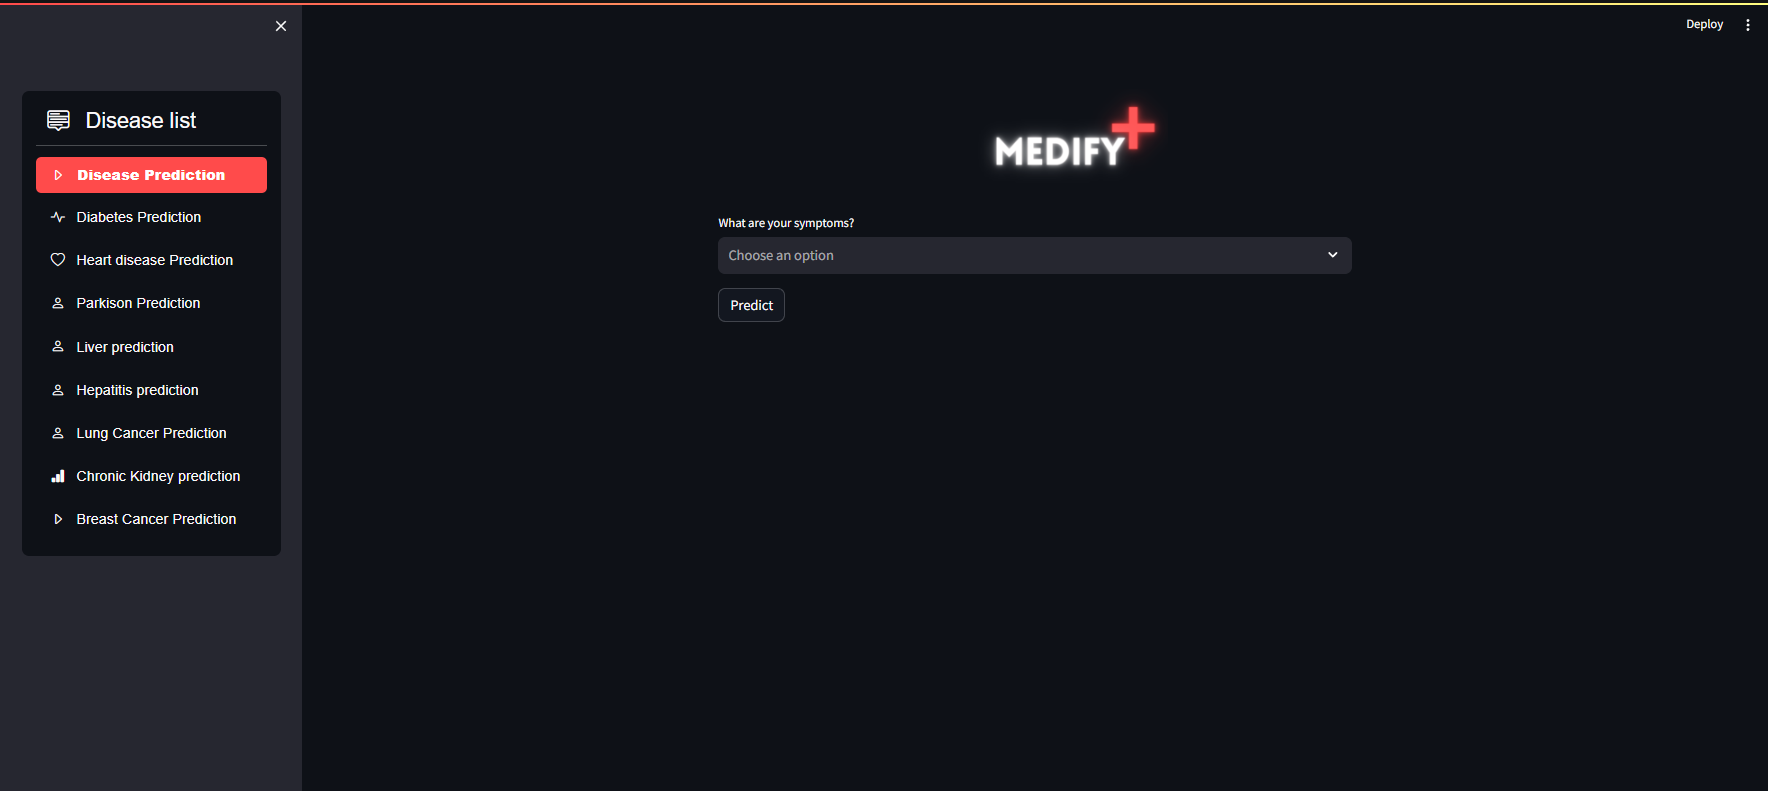 Deploy
Disease list
Disease Prediction
Diabetes Prediction
Heart disease Prediction
Parkison Prediction
Liver prediction
Hepatitis prediction
Lung Cancer Prediction
Chronic Kidney prediction
Breast Cancer Prediction
MEDIFY
What are your symptoms?
Choose an option
Predict